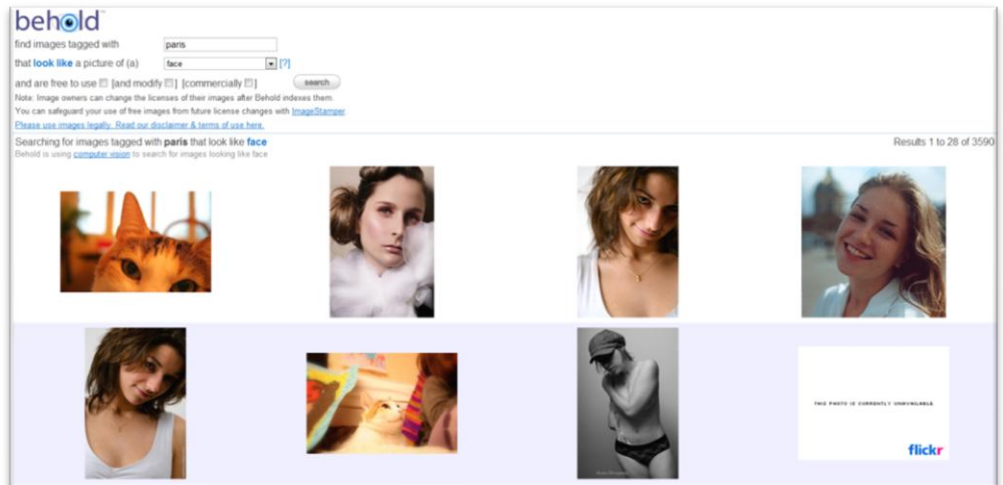 behold™
find images tagged with paris
that look like a picture of (a) face [?]
and are free to use [and modify ] [commercially ] search
Note: Image owners can change the licenses of their images after Behold indexes them.
You can safeguard your use of free images from future license changes with ImageStamper.
Please use images legally. Read our disclaimer & terms of use here.
Searching for images tagged with paris that look like face Results 1 to 28 of 3590
Behold is using computer vision to search for images looking like face
THIS PHOTO IS CURRENTLY UNAVAILABLE
flickr